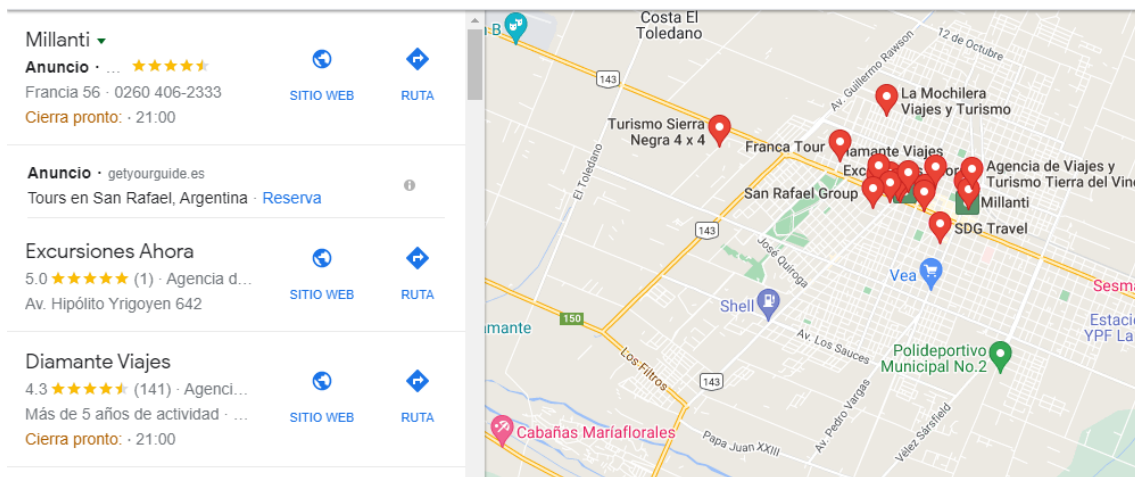 Millanti
Anuncio · ...
Francia 56 · 0260 406-2333
Cierra pronto: · 21:00
SITIO WEB
RUTA
Anuncio · getyourguide.es
Tours en San Rafael, Argentina · Reserva
Excursiones Ahora
5.0 (1) · Agencia d...
Av. Hipólito Yrigoyen 642
SITIO WEB
RUTA
Diamante Viajes
4.3 (141) · Agenci...
Más de 5 años de actividad · ...
Cierra pronto: · 21:00
SITIO WEB
RUTA
B
Costa El
Toledano
12 de Octubre
143
Av. Guillermo Rawson
La Mochilera
Viajes y Turismo
Turismo Sierra
Negra 4 x 4
Franca Tour
Diamante Viajes
El Toledano
Agencia de Viajes y
Turismo Tierra del Vino
San Rafael Group
Millanti
SDG Travel
143
José Quiroga
Vea
Sesma
Shell
150
Estació
YPF La
amante
Av. Los Sauces
Polideportivo
Municipal No.2
Los Filtros
143
Av. Pedro Vargas
Vélez Sársfield
Cabañas Maríaflorales
Papa Juan XXIII